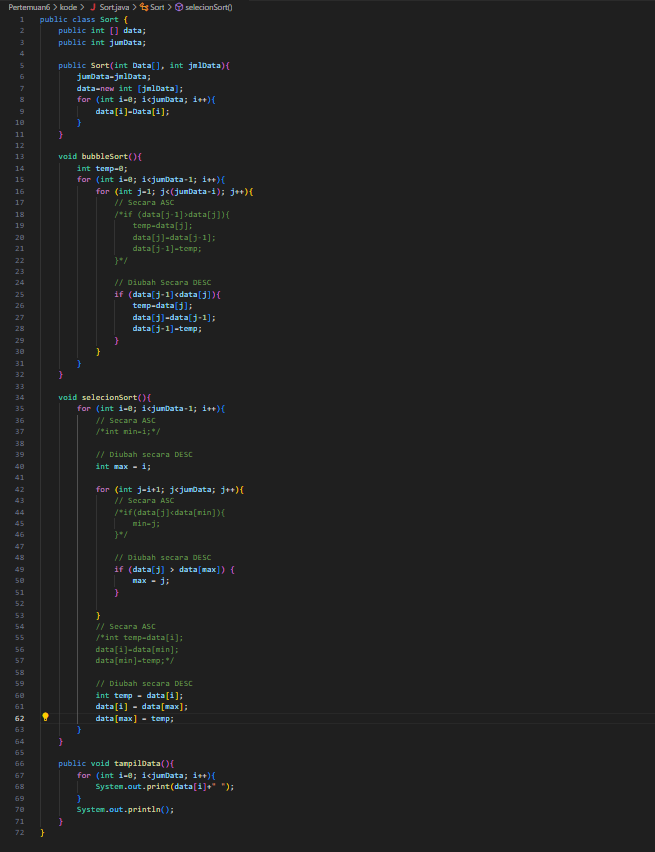 Pertemuan6 > kode > J Sort.java > Sort > selecionSort()
1 public class Sort {
2     public int [] data;
3     public int jumData;
4
5     public Sort(int Data[], int jmlData){
6         jumData=jmlData;
7         data=new int [jmlData];
8         for (int i=0; i<jumData; i++){
9             data[i]=Data[i];
10         }
11     }
12
13     void bubbleSort(){
14         int temp=0;
15         for (int i=0; i<jumData-1; i++){
16             for (int j=1; j<(jumData-i); j++){
17                 // Secara ASC
18                 /*if (data[j-1]>data[j]){
19                     temp=data[j];
20                     data[j]=data[j-1];
21                     data[j-1]=temp;
22                 }*/
23
24                 // Diubah Secara DESC
25                 if (data[j-1]<data[j]){
26                     temp=data[j];
27                     data[j]=data[j-1];
28                     data[j-1]=temp;
29                 }
30             }
31         }
32     }
33
34     void selecionSort(){
35         for (int i=0; i<jumData-1; i++){
36             // Secara ASC
37             /*int min=i;*/
38
39             // Diubah secara DESC
40             int max = i;
41
42             for (int j=i+1; j<jumData; j++){
43                 // Secara ASC
44                 /*if(data[j]<data[min]){
45                     min=j;
46                 }*/
47
48                 // Diubah secara DESC
49                 if (data[j] > data[max]) {
50                     max = j;
51                 }
52
53             }
54             // Secara ASC
55             /*int temp=data[i];
56             data[i]=data[min];
57             data[min]=temp;*/
58
59             // Diubah secara DESC
60             int temp = data[i];
61             data[i] = data[max];
62             data[max] = temp;
63         }
64     }
65
66     public void tampilData(){
67         for (int i=0; i<jumData; i++){
68             System.out.print(data[i]+" ");
69         }
70         System.out.println();
71     }
72 }